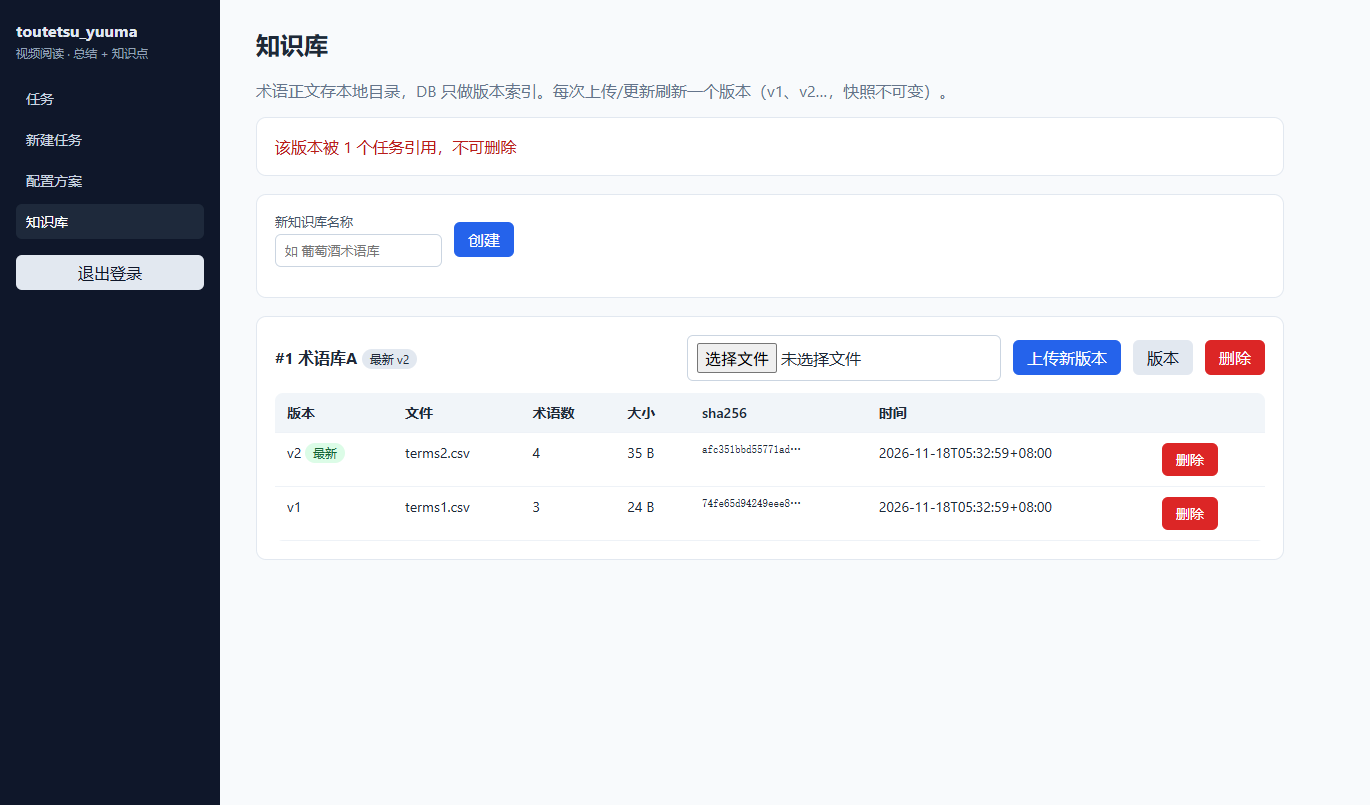 toutetsu_yuuma
视频阅读 · 总结 + 知识点
任务
新建任务
配置方案
知识库
退出登录
知识库
术语正文存本地目录，DB 只做版本索引。每次上传/更新刷新一个版本（v1、v2…，快照不可变）。
该版本被 1 个任务引用，不可删除
新知识库名称
如 葡萄酒术语库 创建
#1 术语库A 最新 v2 选择文件 未选择文件 上传新版本 版本 删除
版本 文件 术语数 大小 sha256 时间
v2 最新 terms2.csv 4 35 B afc351bbd55771ad… 2026-11-18T05:32:59+08:00 删除
v1 terms1.csv 3 24 B 74fe65d94249eee8… 2026-11-18T05:32:59+08:00 删除